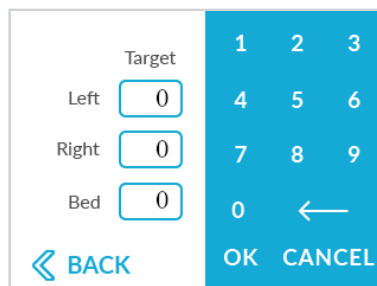 Target
Left 0
Right 0
Bed 0
BACK
1 2 3
4 5 6
7 8 9
0
OK CANCEL